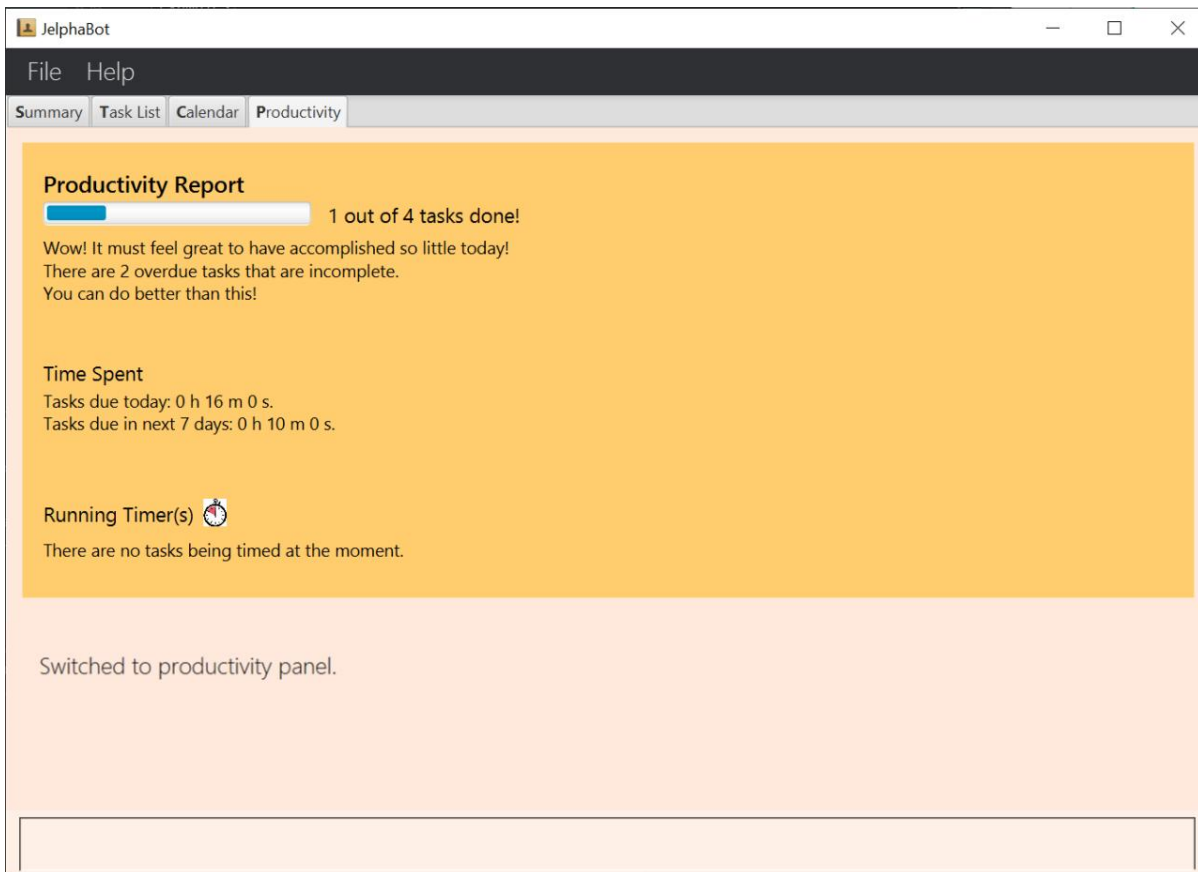 JelphaBot
File Help
Summary Task List Calendar Productivity
Productivity Report
1 out of 4 tasks done!
Wow! It must feel great to have accomplished so little today!
There are 2 overdue tasks that are incomplete.
You can do better than this!
Time Spent
Tasks due today: 0 h 16 m 0 s.
Tasks due in next 7 days: 0 h 10 m 0 s.
Running Timer(s)
There are no tasks being timed at the moment.
Switched to productivity panel.